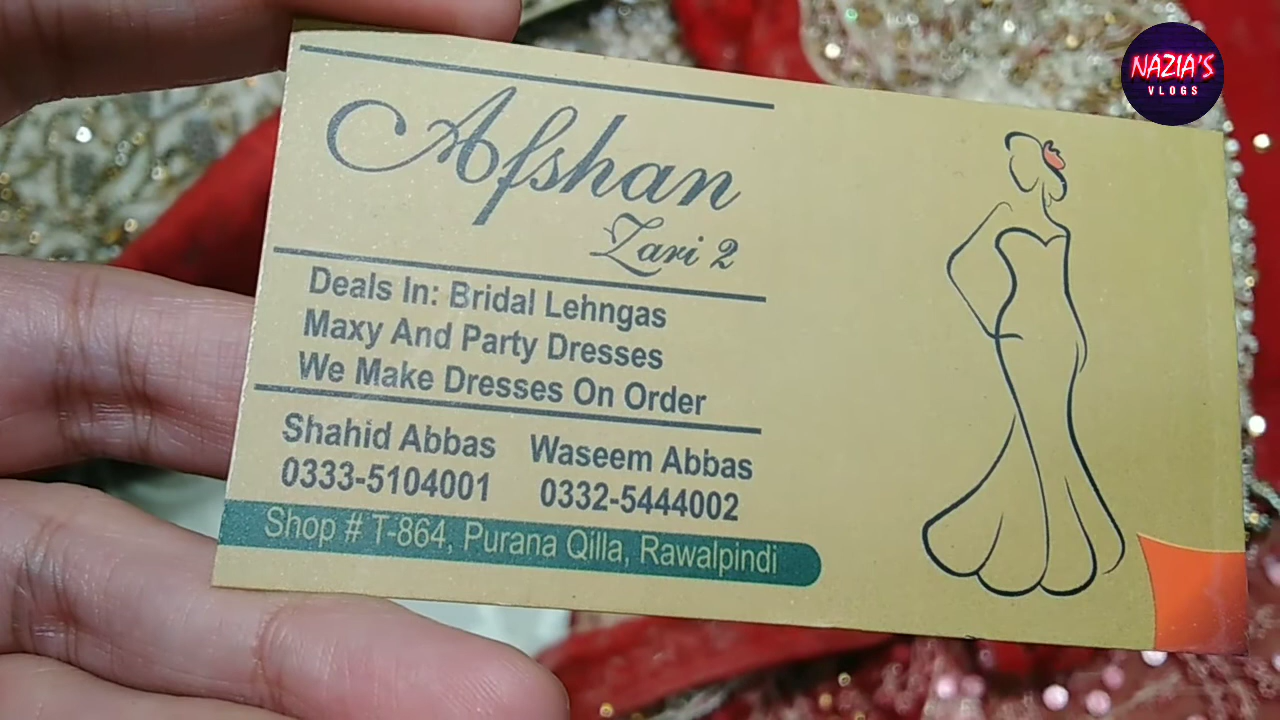 NAZIA'S
VLOGS
Afshan
Zari 2
Deals In: Bridal Lehngas
Maxy And Party Dresses
We Make Dresses On Order
Shahid Abbas Waseem Abbas
0333-5104001 0332-5444002
Shop # T-864, Purana Qilla, Rawalpindi